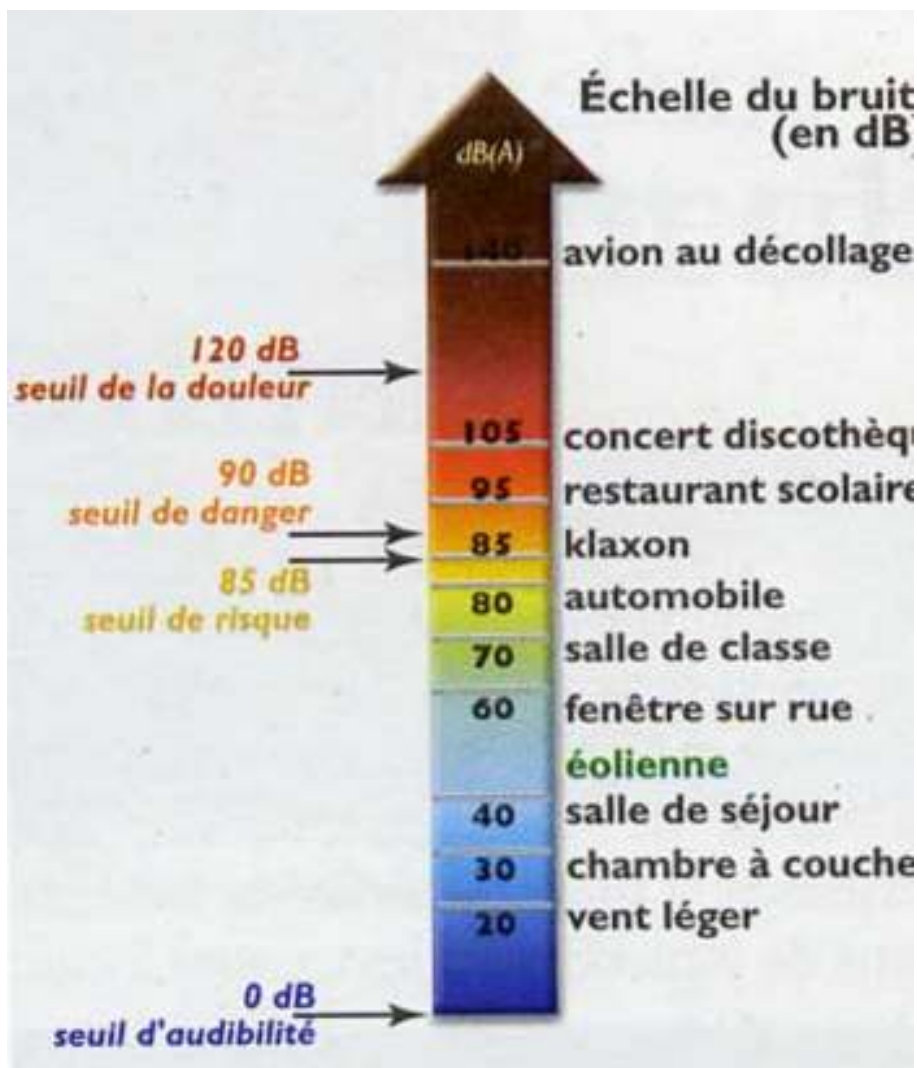 Échelle du bruit
(en dB)
dB(A)
140 avion au décollage
120 dB
seuil de la douleur
105 concert discothèqu
90 dB
seuil de danger
95 restaurant scolaire
85 klaxon
85 dB
seuil de risque
80 automobile
70 salle de classe
60 fenêtre sur rue
éolienne
40 salle de séjour
30 chambre à couche
20 vent léger
0 dB
seuil d'audibilité